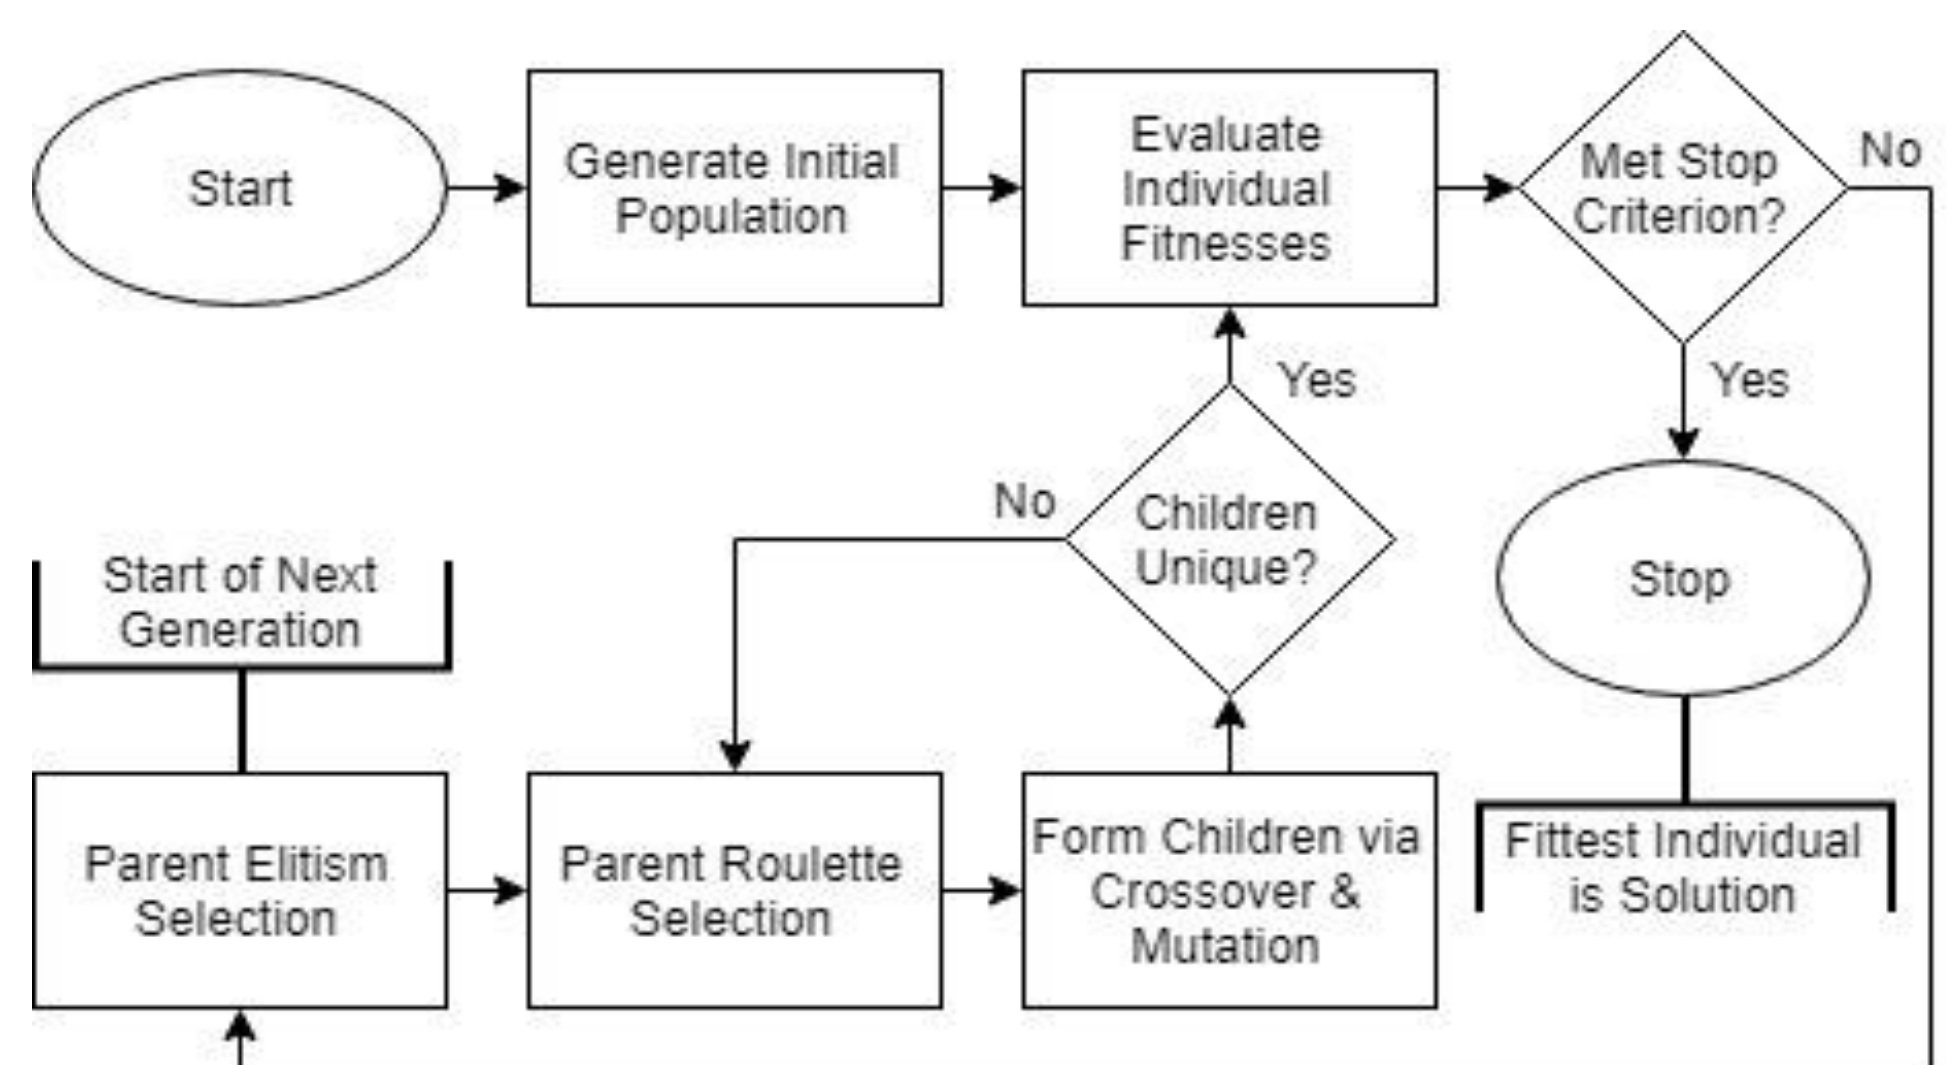 Start
Generate Initial
Population
Evaluate
Individual
Fitnesses
Met Stop
Criterion?
No
Yes
Yes
No
Children
Unique?
Stop
Start of Next
Generation
Parent Elitism
Selection
Parent Roulette
Selection
Form Children via
Crossover &
Mutation
Fittest Individual
is Solution